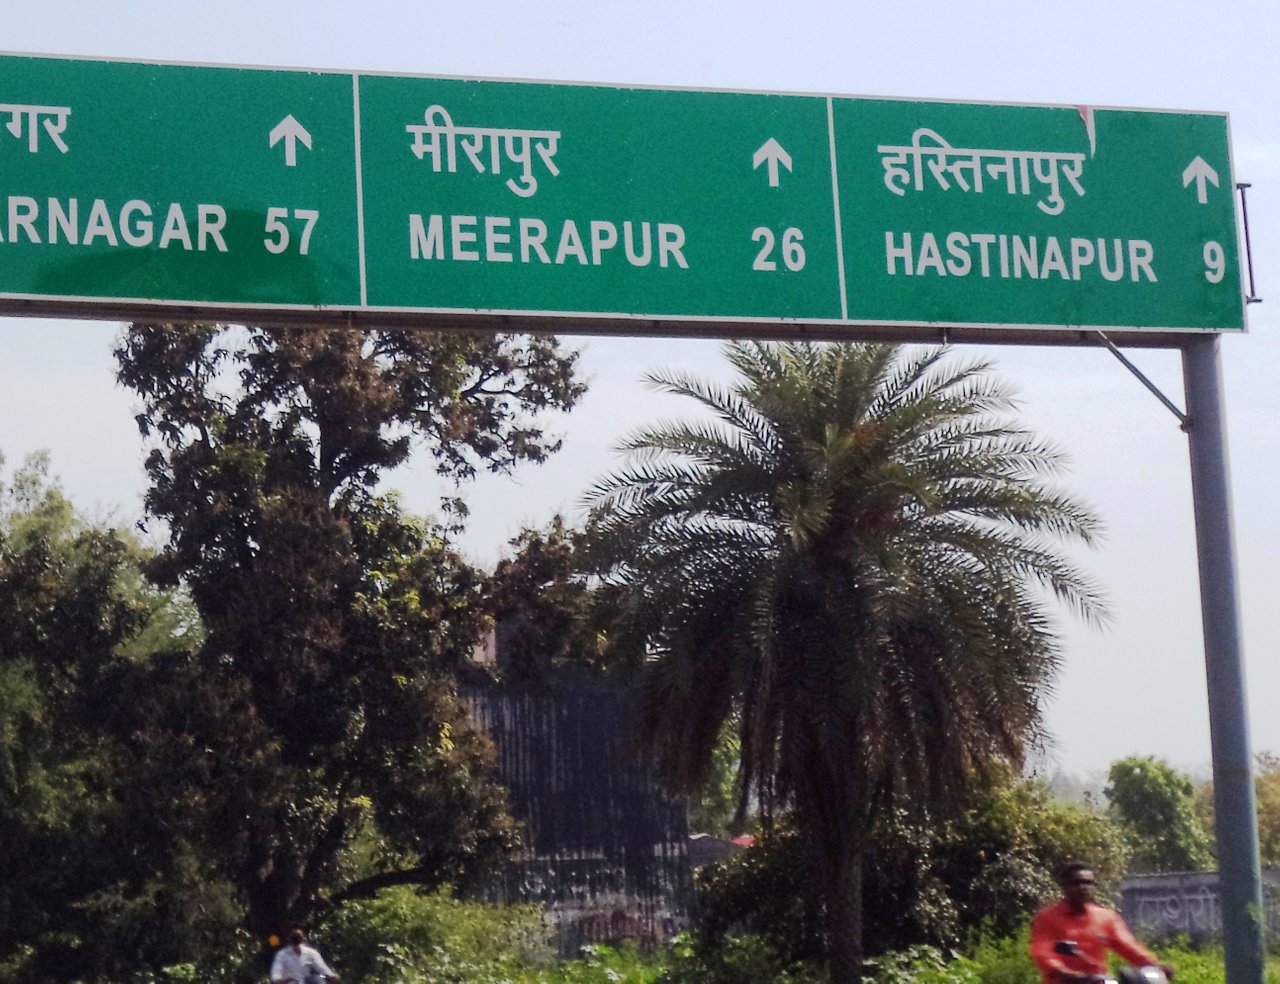 गर
ARNAGAR 57
मीरापुर
MEERAPUR 26
हस्तिनापुर
HASTINAPUR 9